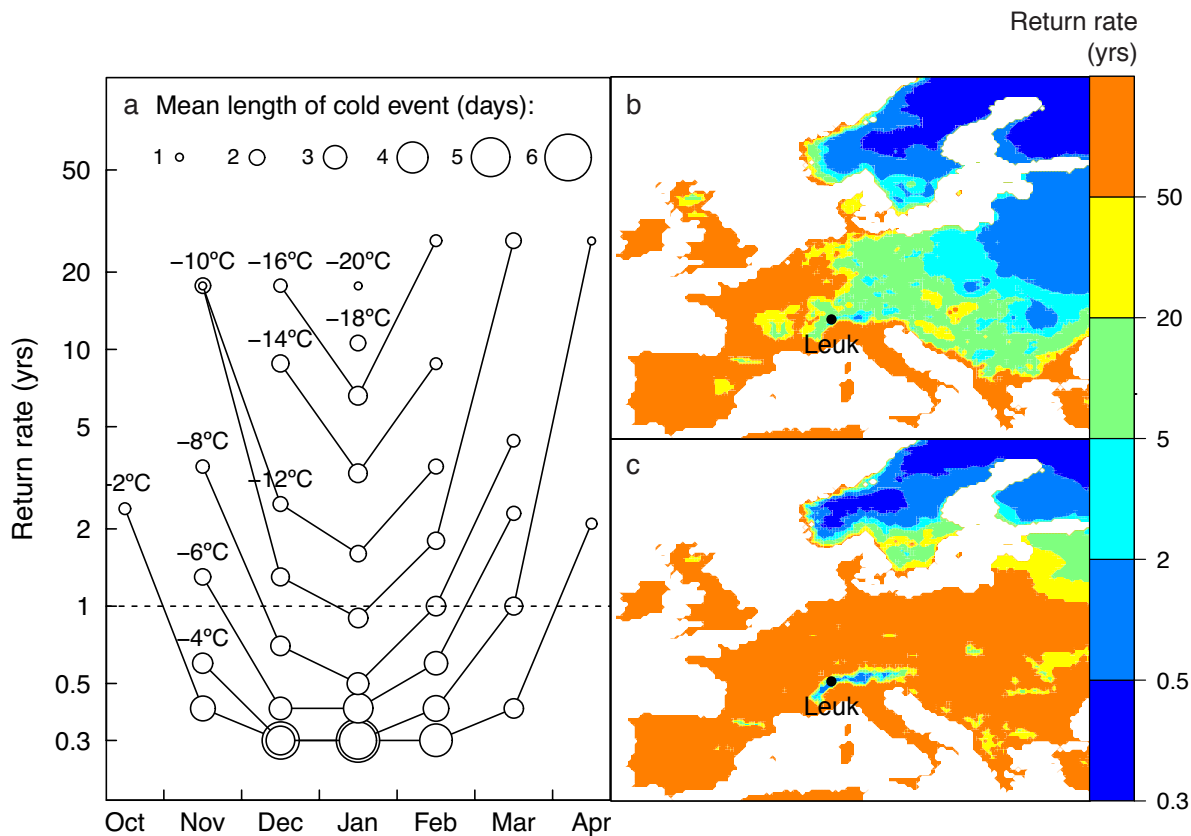 Return rate
(yrs)
a Mean length of cold event (days):
1 2 3 4 5 6
b
50
20
10
5
2
1
0.5
0.3
Return rate (yrs)
−10ºC −16ºC −20ºC
−18ºC
−14ºC
−8ºC
−2ºC −12ºC
−6ºC
−4ºC
Oct Nov Dec Jan Feb Mar Apr
Leuk
c
Leuk
50
20
5
2
0.5
0.3